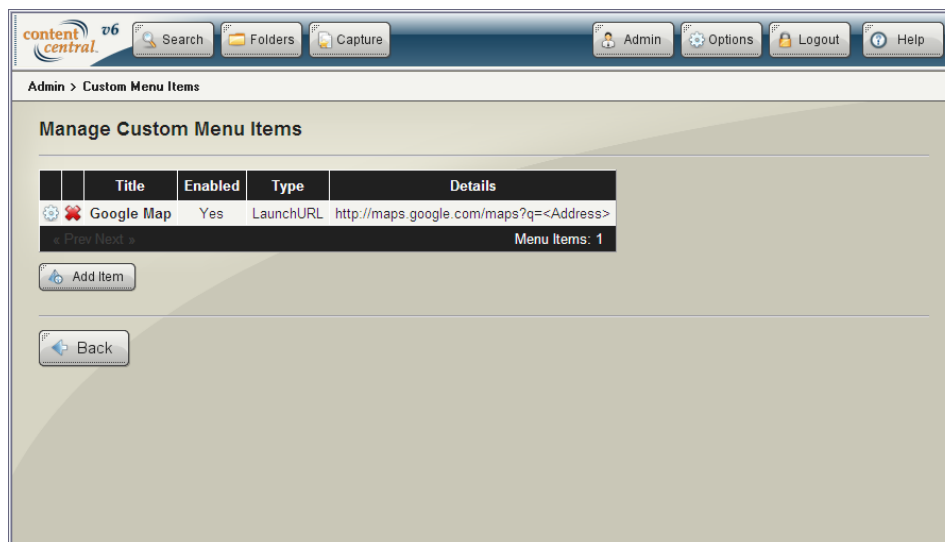 content central. v6 Search Folders Capture Admin Options Logout Help
Admin > Custom Menu Items
Manage Custom Menu Items
Title Enabled Type Details
Google Map Yes LaunchURL http://maps.google.com/maps?q=<Address>
« Prev Next » Menu Items: 1
Add Item
Back